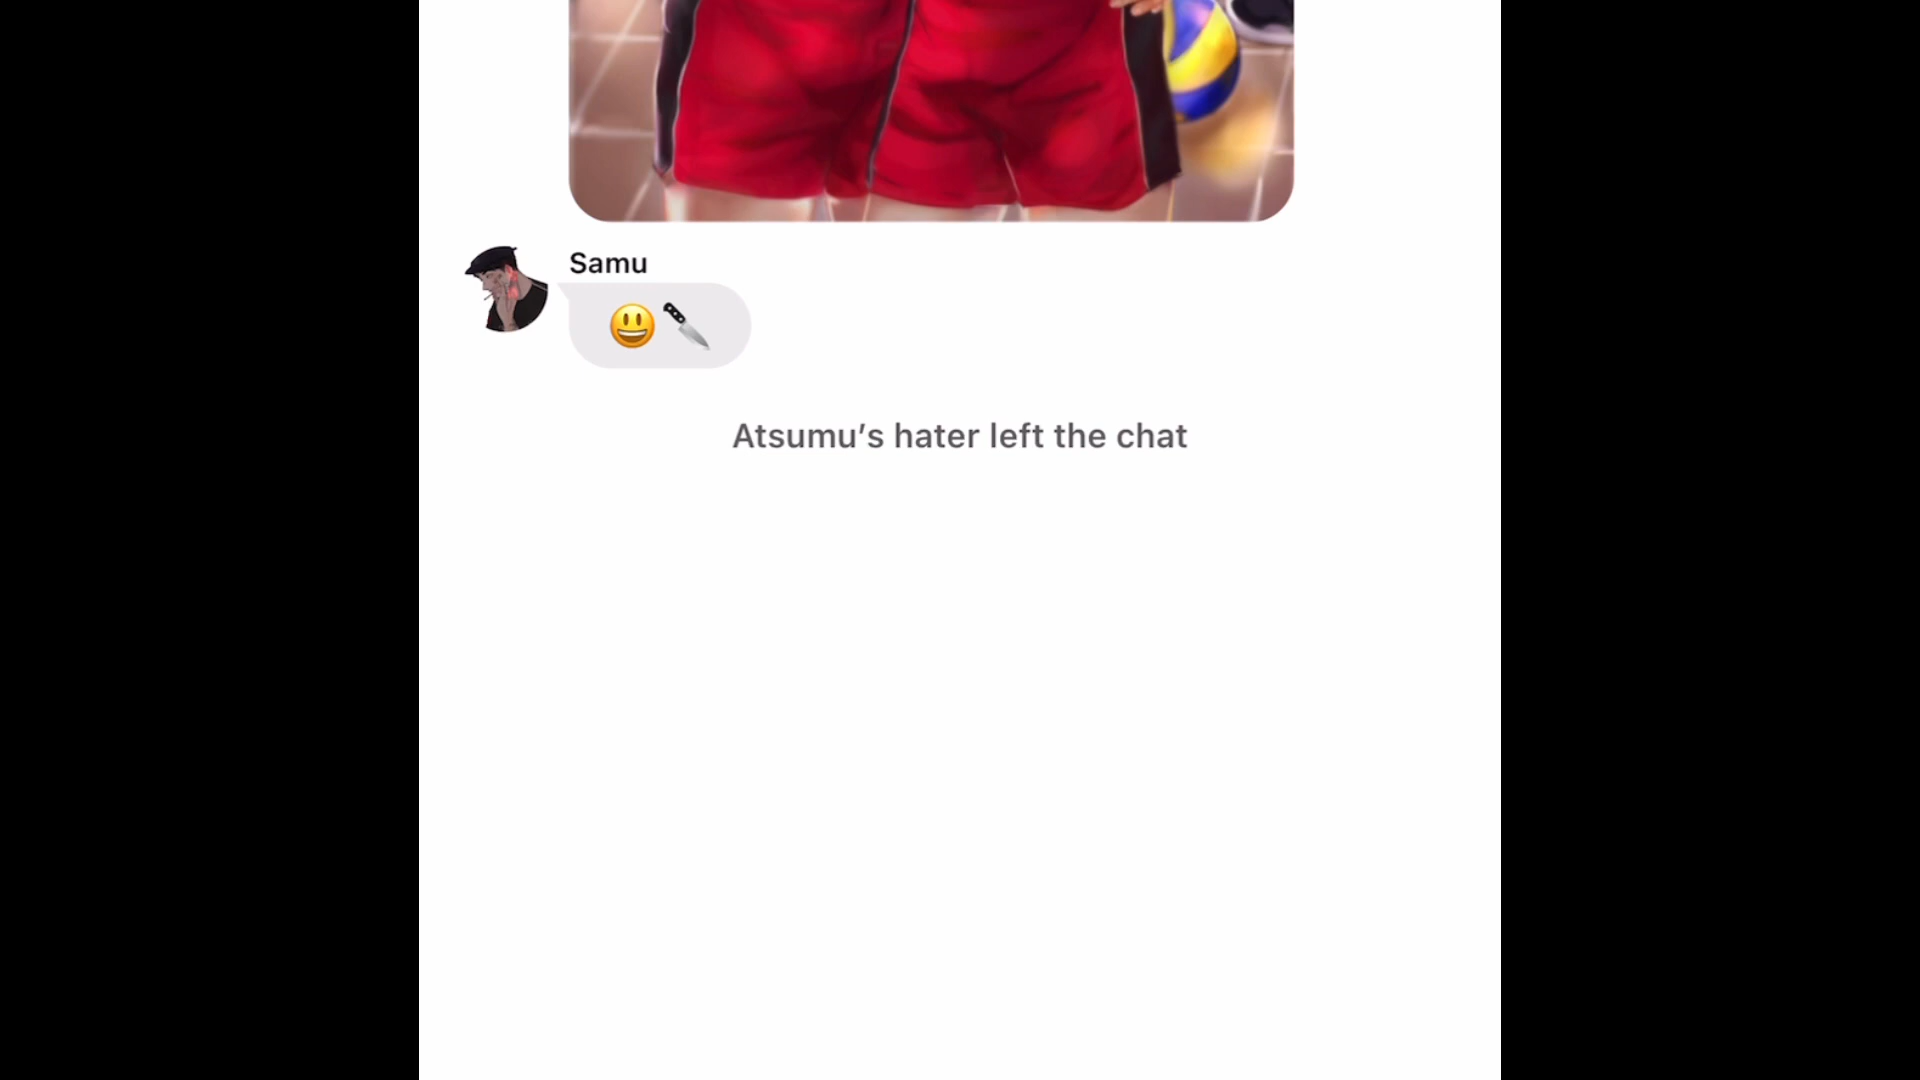 Samu
😃🔪
Atsumu’s hater left the chat